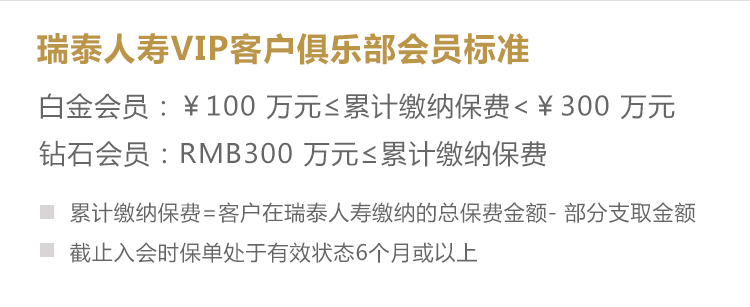 瑞泰人寿VIP客户俱乐部会员标准
白金会员：￥100 万元≤累计缴纳保费<￥300 万元
钻石会员：RMB300 万元≤累计缴纳保费
累计缴纳保费=客户在瑞泰人寿缴纳的总保费金额- 部分支取金额
截止入会时保单处于有效状态6个月或以上